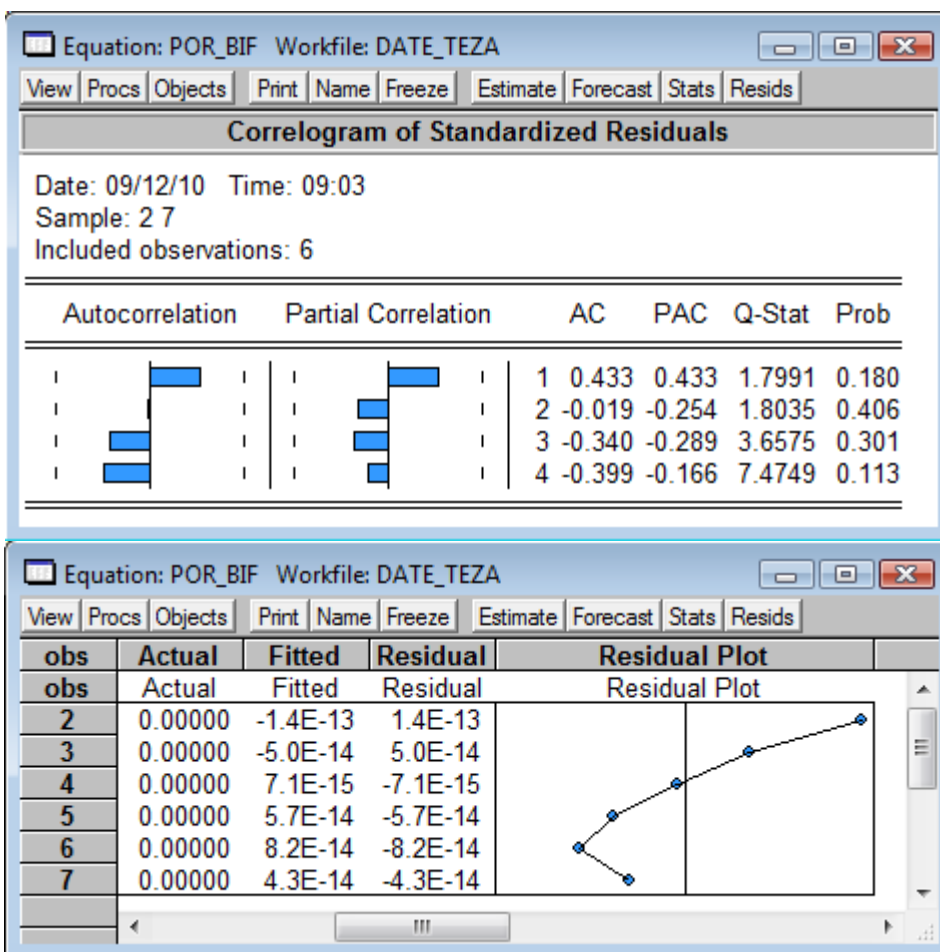 Equation: POR_BIF Workfile: DATE_TEZA
View Procs Objects Print Name Freeze Estimate Forecast Stats Resids
Correlogram of Standardized Residuals
Date: 09/12/10 Time: 09:03
Sample: 2 7
Included observations: 6
Autocorrelation Partial Correlation AC PAC Q-Stat Prob
1 0.433 0.433 1.7991 0.180
2 -0.019 -0.254 1.8035 0.406
3 -0.340 -0.289 3.6575 0.301
4 -0.399 -0.166 7.4749 0.113
Equation: POR_BIF Workfile: DATE_TEZA
View Procs Objects Print Name Freeze Estimate Forecast Stats Resids
obs Actual Fitted Residual Residual Plot
obs Actual Fitted Residual Residual Plot
2 0.00000 -1.4E-13 1.4E-13
3 0.00000 -5.0E-14 5.0E-14
4 0.00000 7.1E-15 -7.1E-15
5 0.00000 5.7E-14 -5.7E-14
6 0.00000 8.2E-14 -8.2E-14
7 0.00000 4.3E-14 -4.3E-14